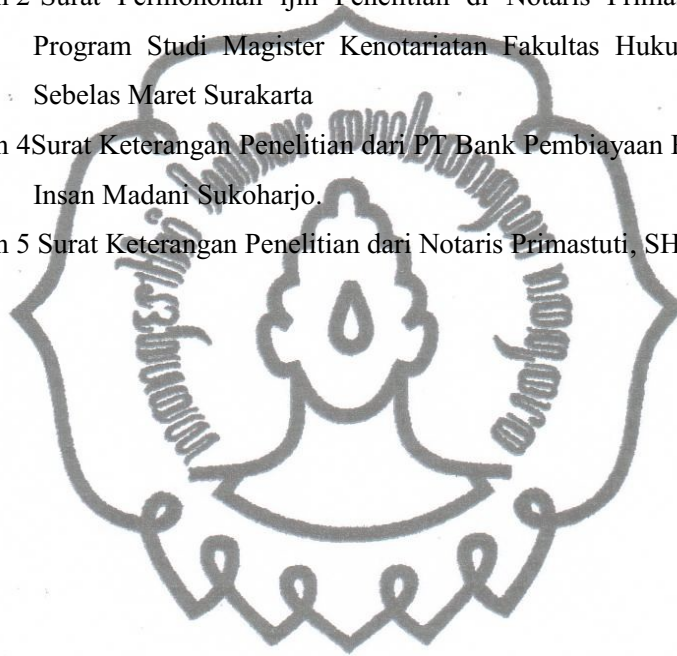 n 2 Surat Permohonan ijin Penelitian di Notaris Primas
Program Studi Magister Kenotariatan Fakultas Huku
Sebelas Maret Surakarta
n 4Surat Keterangan Penelitian dari PT Bank Pembiayaan
Insan Madani Sukoharjo.
n 5 Surat Keterangan Penelitian dari Notaris Primastuti, SH